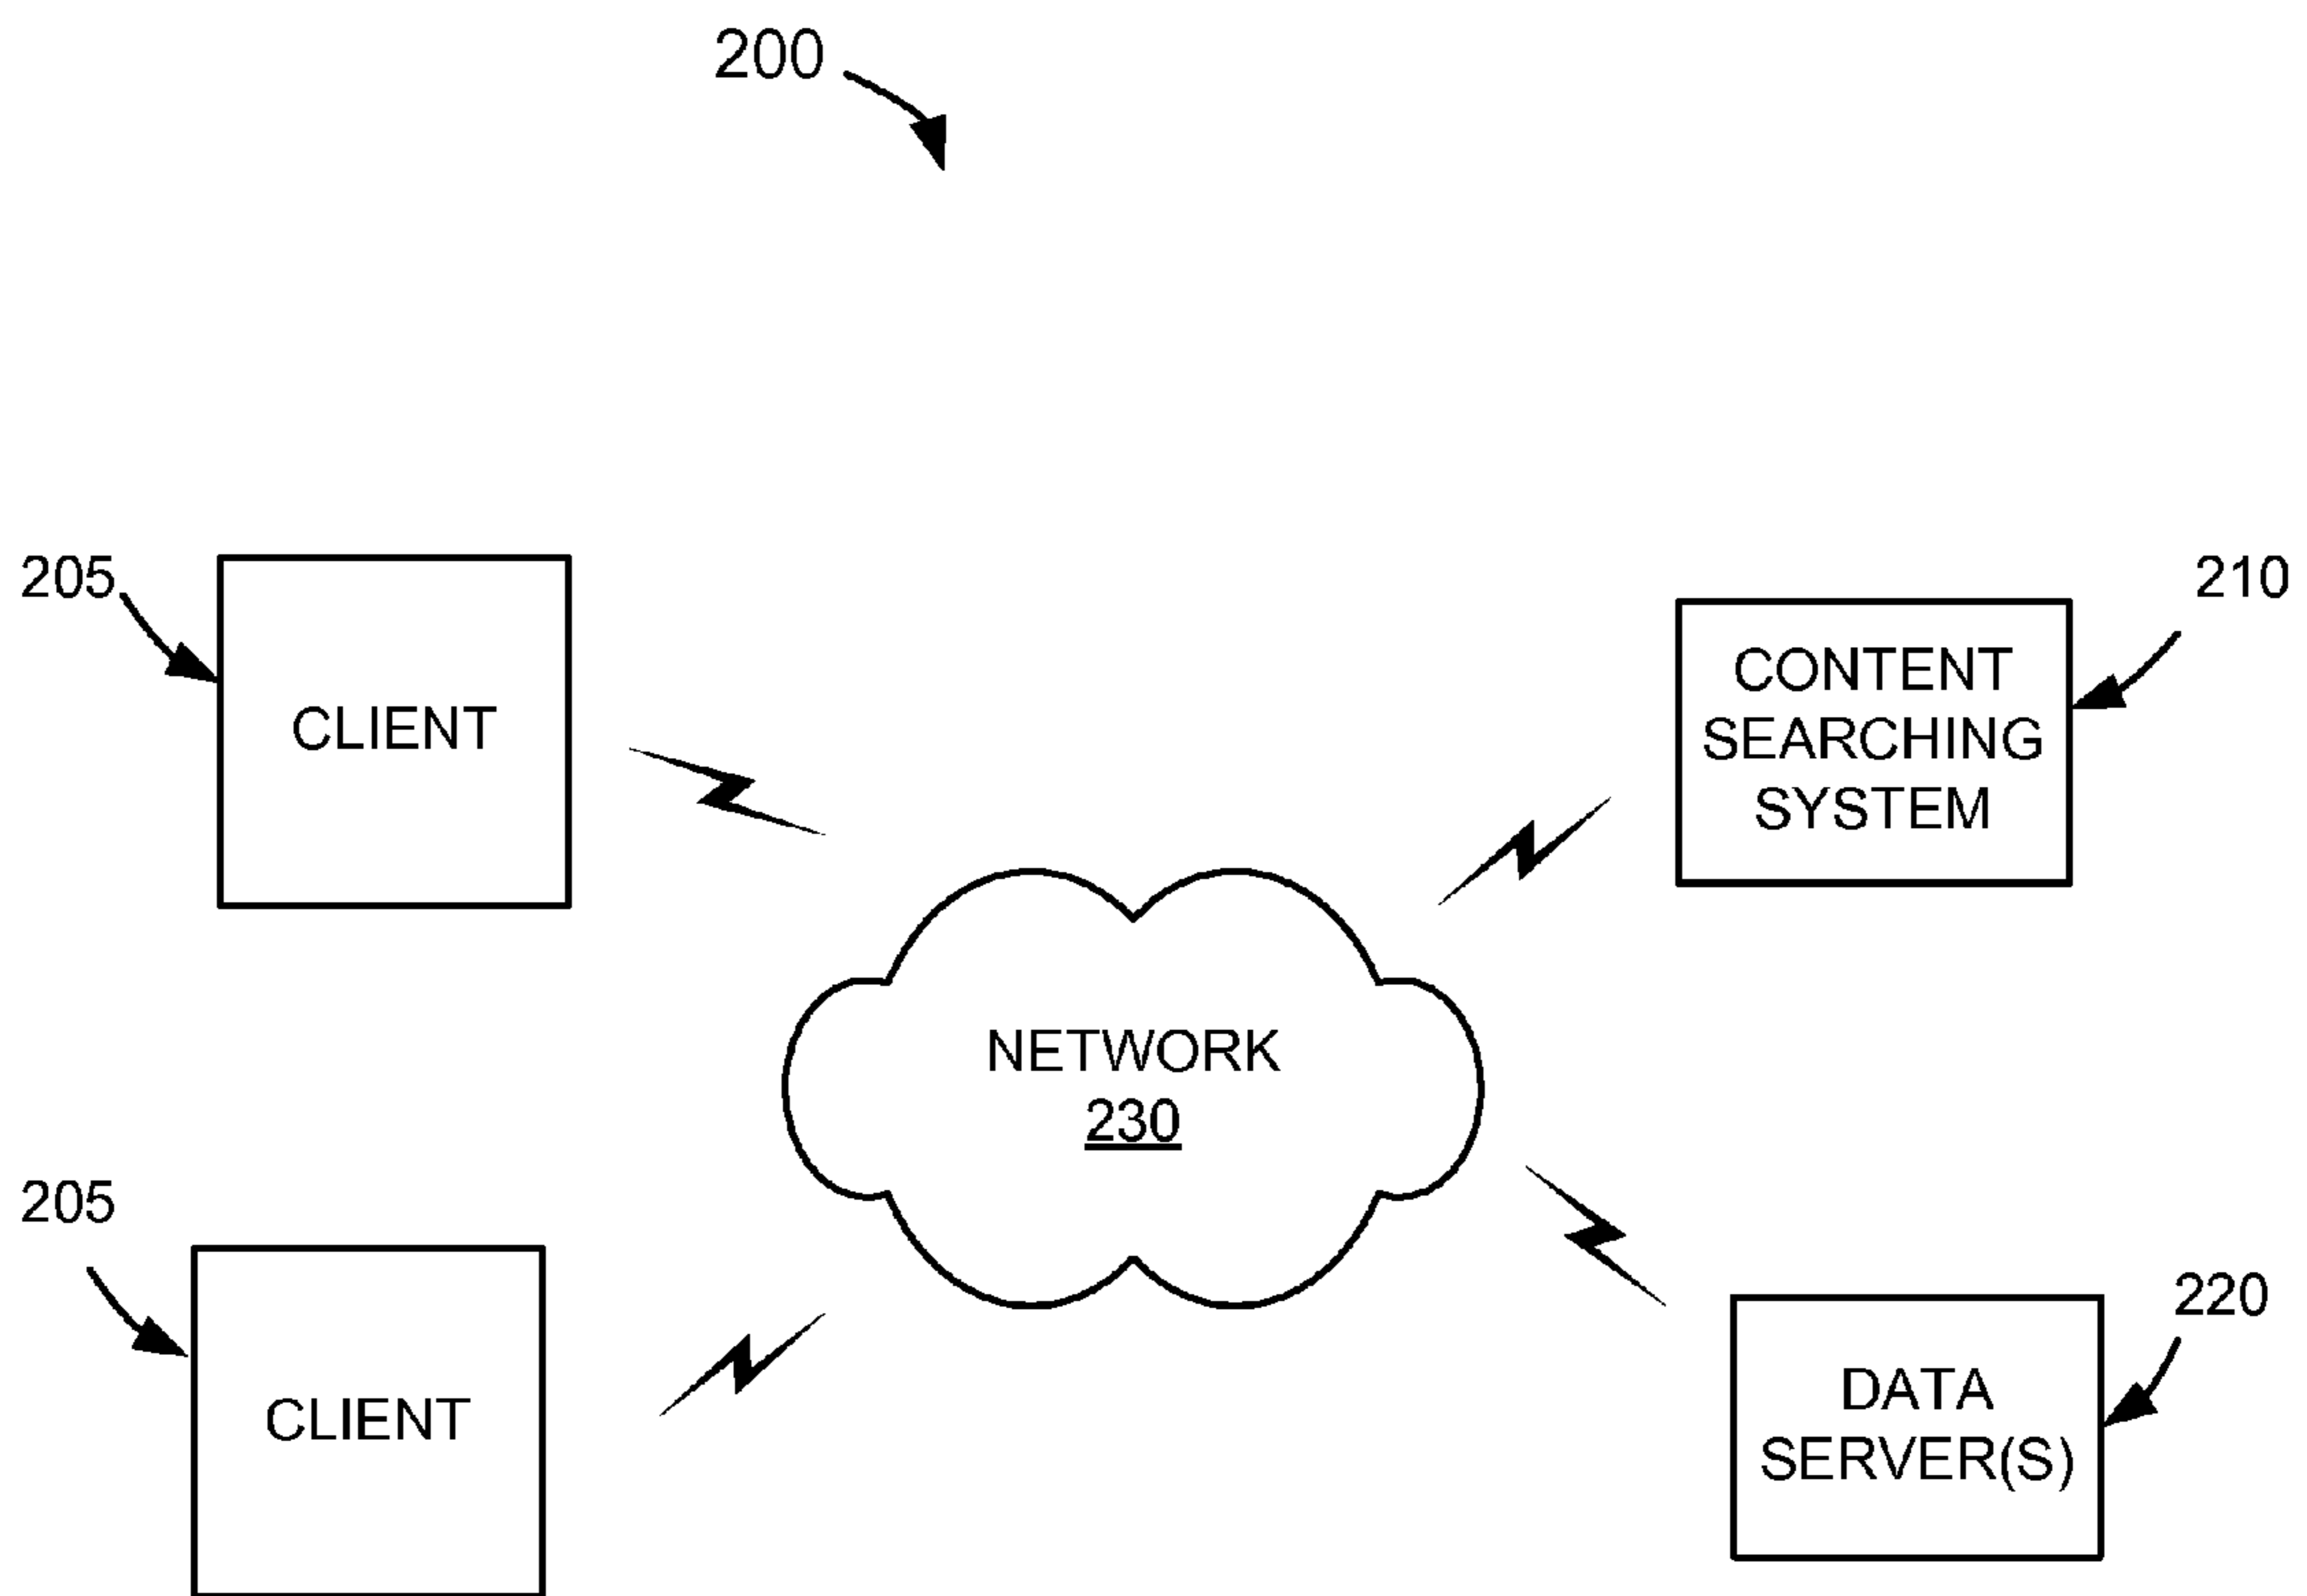 200
205
CLIENT
210
CONTENT
SEARCHING
SYSTEM
NETWORK
230
205
CLIENT
220
DATA
SERVER(S)